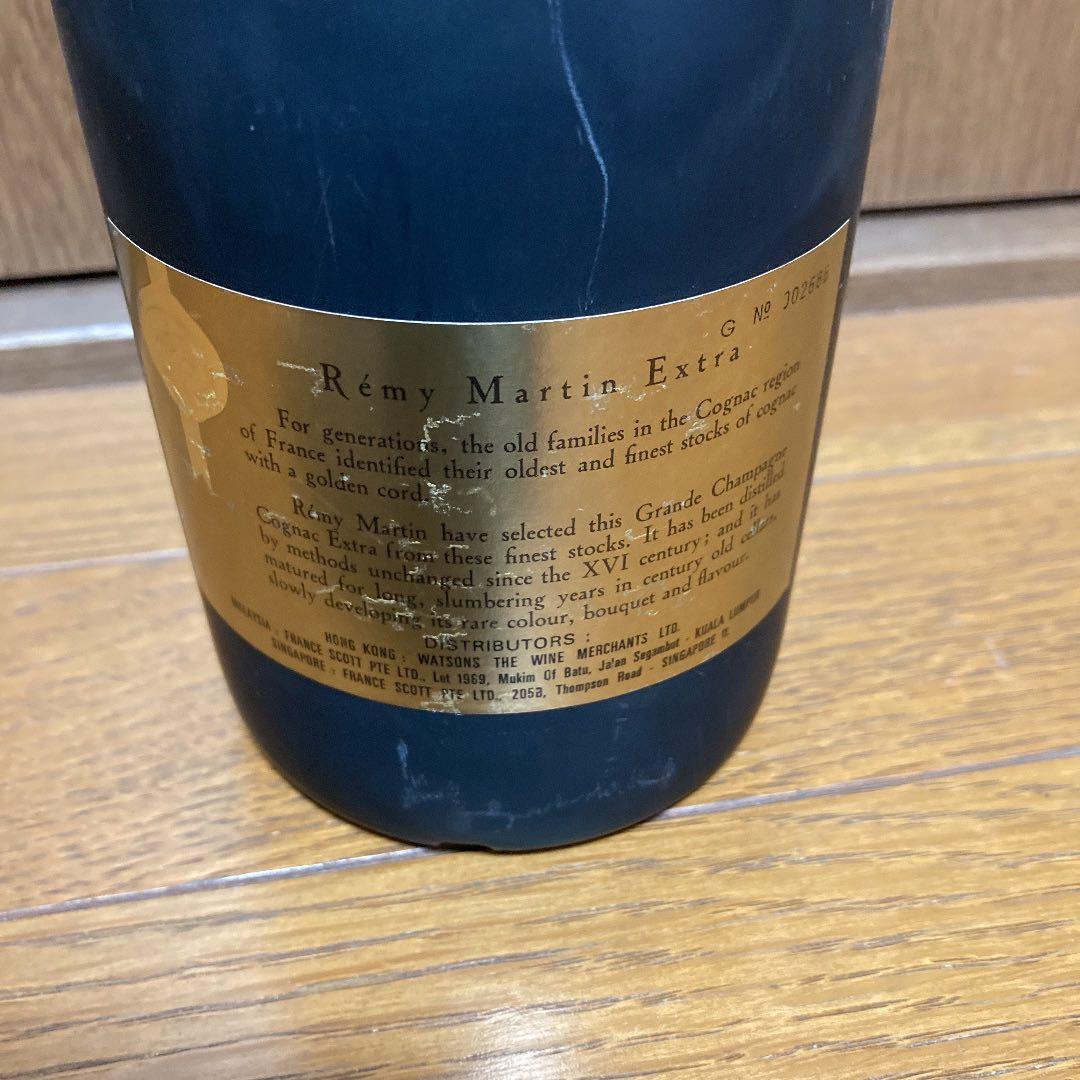 G Nº 002686
Rémy Martin Extra
For generations, the old families in the Cognac region
of France identified their oldest and finest stocks of cognac
with a golden cord.
Rémy Martin have selected this Grande Champagne
Cognac Extra from these finest stocks. It has been distilled
by methods unchanged since the XVI century; and it has
matured for long, slumbering years in century old cellars,
slowly developing its rare colour, bouquet and flavour.
DISTRIBUTORS :
HONG KONG : WATSONS THE WINE MERCHANTS LTD.
MALAYSIA : FRANCE SCOTT PTE LTD., Lot 1969, Mukim Of Batu, Jalan Segambut - KUALA LUMPUR
SINGAPORE : FRANCE SCOTT PTE LTD., 205B, Thompson Road - SINGAPORE 11.